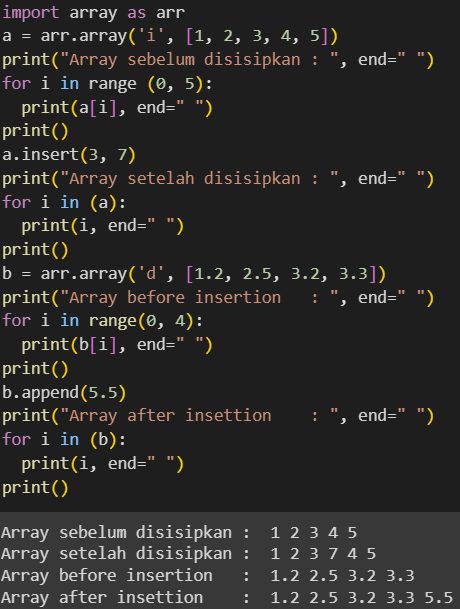 import array as arr
a = arr.array('i', [1, 2, 3, 4, 5])
print("Array sebelum disisipkan : ", end=" ")
for i in range (0, 5):
  print(a[i], end=" ")
print()
a.insert(3, 7)
print("Array setelah disisipkan : ", end=" ")
for i in (a):
  print(i, end=" ")
print()
b = arr.array('d', [1.2, 2.5, 3.2, 3.3])
print("Array before insertion   : ", end=" ")
for i in range(0, 4):
  print(b[i], end=" ")
print()
b.append(5.5)
print("Array after insettion    : ", end=" ")
for i in (b):
  print(i, end=" ")
print()
Array sebelum disisipkan :  1 2 3 4 5
Array setelah disisipkan :  1 2 3 7 4 5
Array before insertion   :  1.2 2.5 3.2 3.3
Array after insettion    :  1.2 2.5 3.2 3.3 5.5